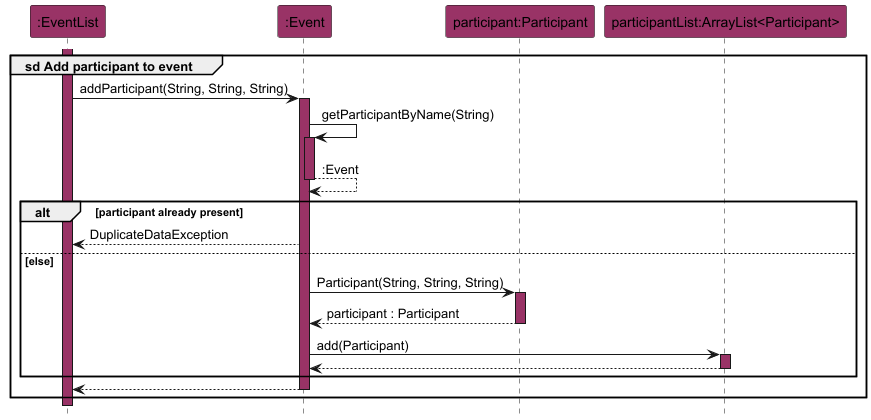 :EventList
:Event
participant:Participant
participantList:ArrayList<Participant>
sd Add participant to event
addParticipant(String, String, String)
getParticipantByName(String)
:Event
alt
[participant already present]
DuplicateDataException
[else]
Participant(String, String, String)
participant : Participant
add(Participant)